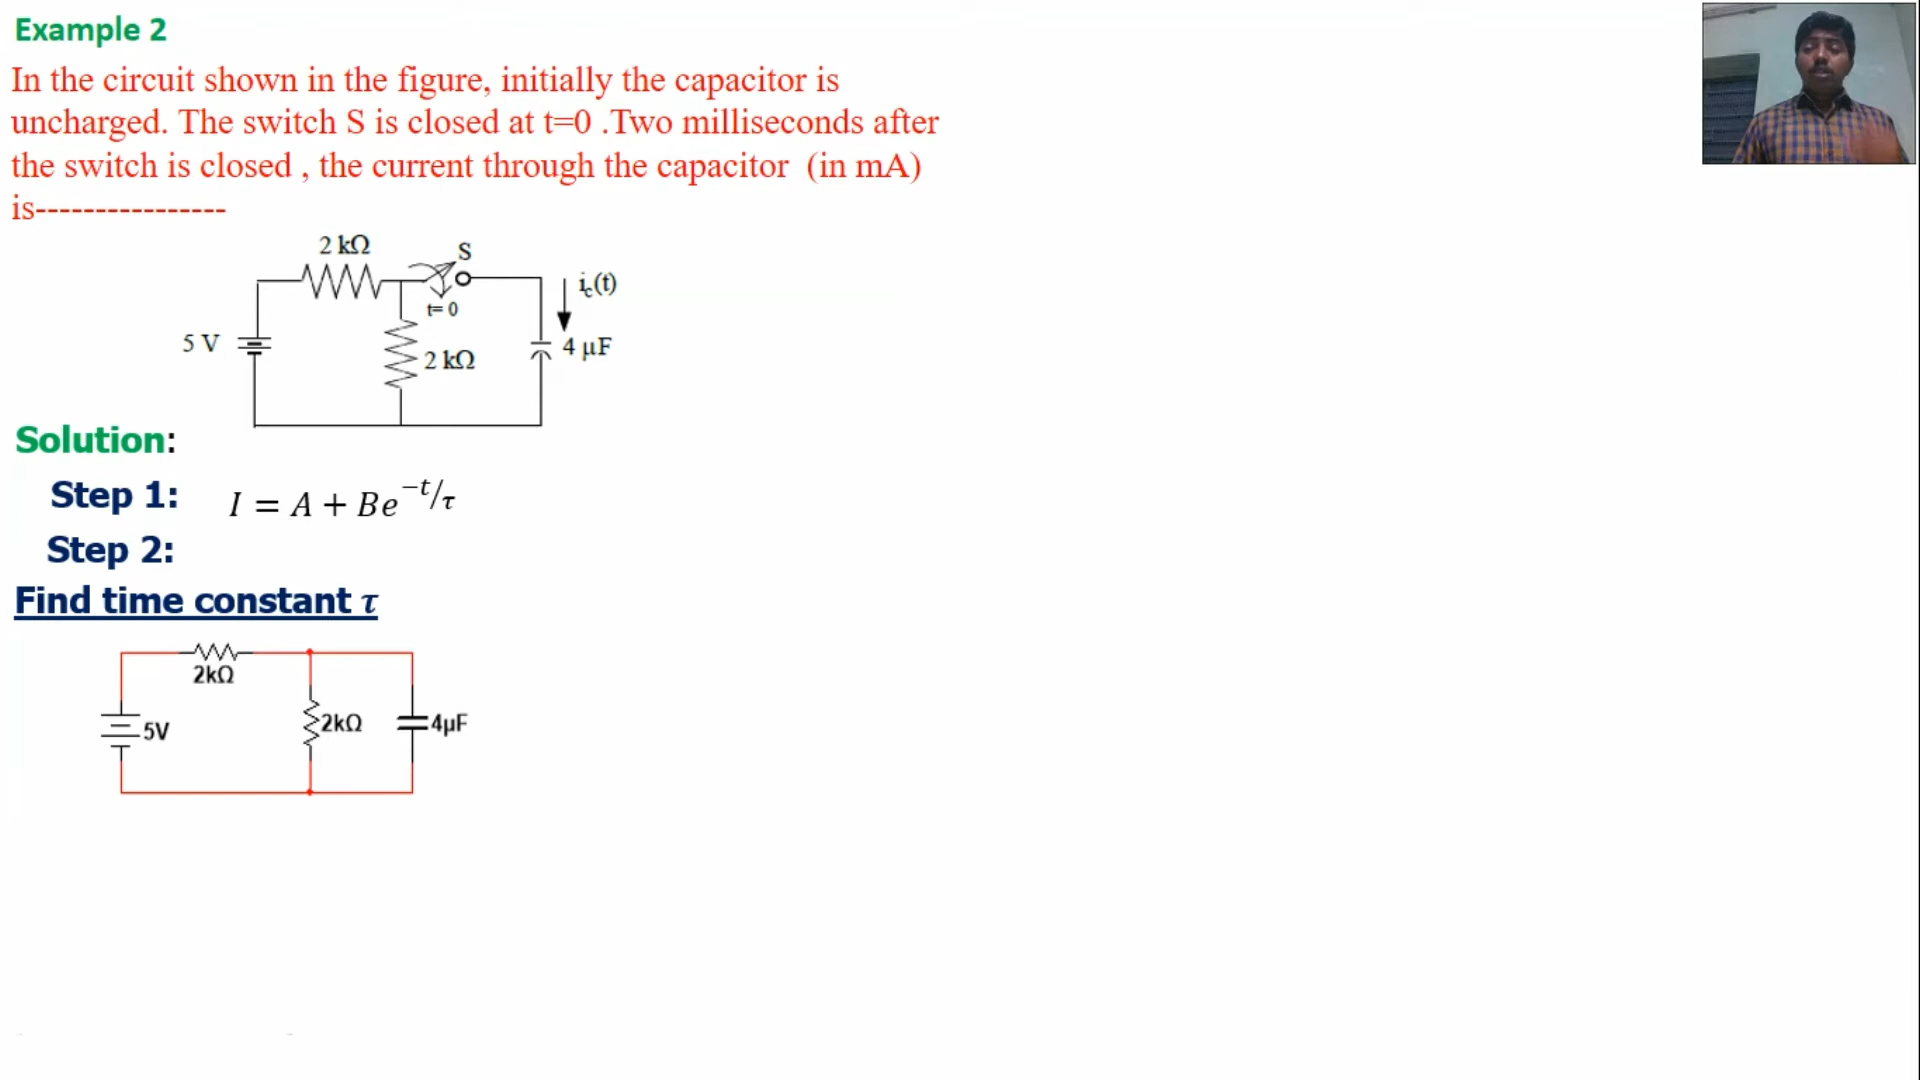 Example 2
In the circuit shown in the figure, initially the capacitor is
uncharged. The switch S is closed at t=0 .Two milliseconds after
the switch is closed , the current through the capacitor (in mA)
is----------------
2 kΩ
S
t= 0
i_c(t)
5 V
2 kΩ
4 μF
Solution:
Step 1: I = A + Be^{-t/τ}
Step 2:
Find time constant τ
2kΩ
5V
2kΩ
4μF